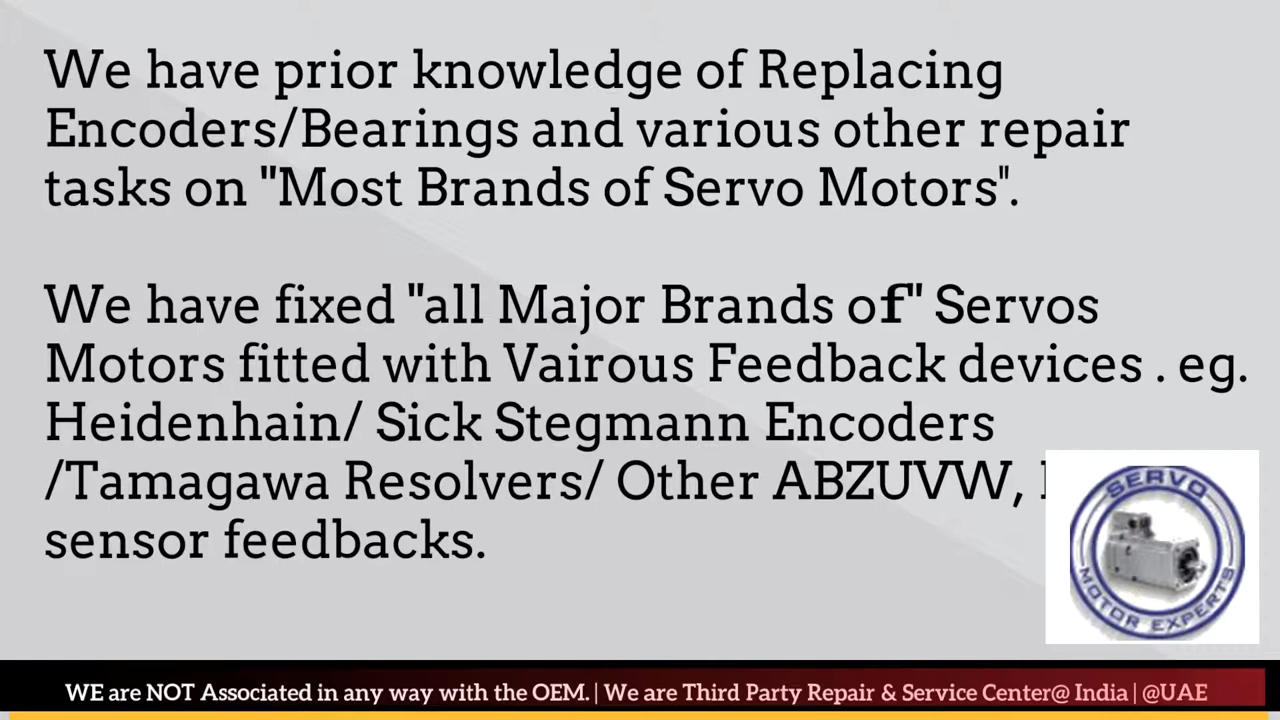 We have prior knowledge of Replacing
Encoders/Bearings and various other repair
tasks on "Most Brands of Servo Motors".
We have fixed "all Major Brands of" Servos
Motors fitted with Vairous Feedback devices . eg.
Heidenhain/ Sick Stegmann Encoders
/Tamagawa Resolvers/ Other ABZUVW,
sensor feedbacks.
SERVO
MOTOR EXPERTS
WE are NOT Associated in any way with the OEM. | We are Third Party Repair & Service Center@ India | @UAE